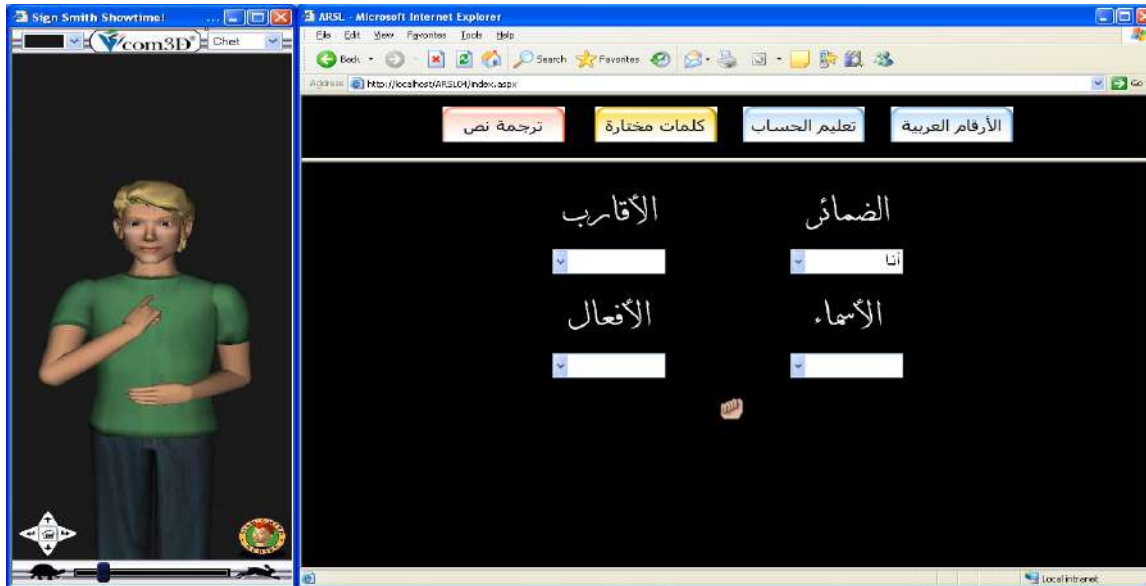 Sign Smith Showtime!
Vcom3D
Chet
ARSL - Microsoft Internet Explorer
File Edit View Favorites Tools Help
Back Search Favorites
Address http://localhost/ARSL04/index.aspx Go
الأرقام العربية تعليم الحساب كلمات مختارة ترجمة نص
الضمائر الأقارب
أنا
الأسماء الأفعال
Local intranet